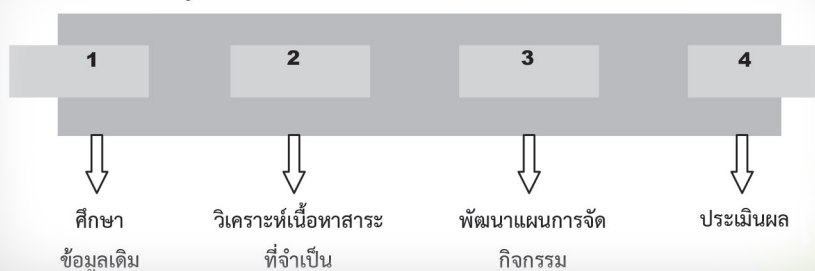 1 2 3 4
ศึกษา วิเคราะห์เนื้อหาสาระ พัฒนาแผนการจัด ประเมินผล
ข้อมูลเดิม ที่จำเป็น กิจกรรม